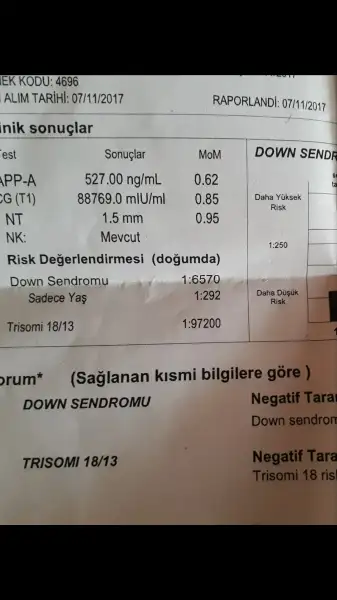 NEK KODU: 4696
ALIM TARİHİ: 07/11/2017
RAPORLANDİ: 07/11/2017
inik sonuçlar
Test Sonuçlar MoM
APP-A 527.00 ng/mL 0.62
CG (T1) 88769.0 mIU/ml 0.85
NT 1.5 mm 0.95
NK: Mevcut
Risk Değerlendirmesi (doğumda)
Down Sendromu 1:6570
Sadece Yaş 1:292
Trisomi 18/13 1:97200
DOWN SENDR
Daha Yüksek
Risk
1:250
Daha Düşük
Risk
orum* (Sağlanan kısmi bilgilere göre )
DOWN SENDROMU Negatif Tara
Down sendrom
TRISOMI 18/13 Negatif Tara
Trisomi 18 ris